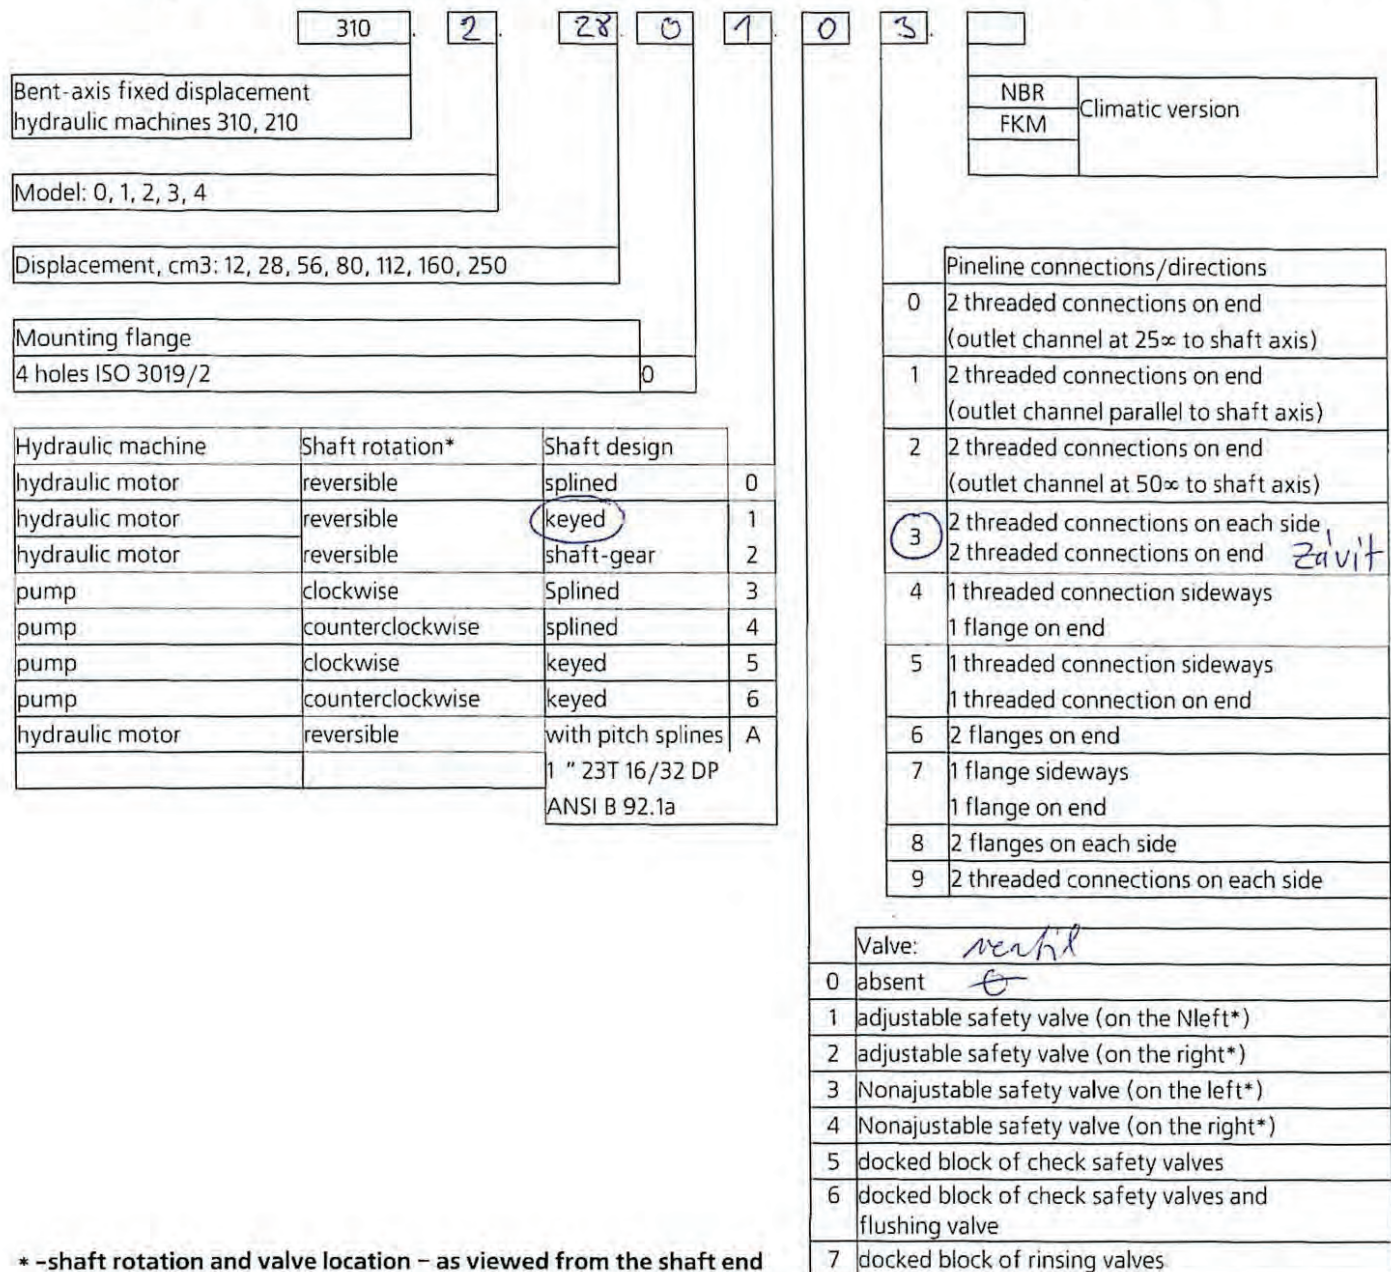 310 . 2 . 28 . 0 1 . 0 3 .
Bent-axis fixed displacement
hydraulic machines 310, 210
NBR
FKM
Climatic version
Model: 0, 1, 2, 3, 4
Displacement, cm3: 12, 28, 56, 80, 112, 160, 250
Mounting flange
4 holes ISO 3019/2 0
Hydraulic machine Shaft rotation* Shaft design
hydraulic motor reversible splined 0
hydraulic motor reversible keyed 1
hydraulic motor reversible shaft-gear 2
pump clockwise Splined 3
pump counterclockwise splined 4
pump clockwise keyed 5
pump counterclockwise keyed 6
hydraulic motor reversible with pitch splines A
1 " 23T 16/32 DP
ANSI B 92.1a
Pineline connections/directions
0 2 threaded connections on end
(outlet channel at 25∝ to shaft axis)
1 2 threaded connections on end
(outlet channel parallel to shaft axis)
2 2 threaded connections on end
(outlet channel at 50∝ to shaft axis)
3 2 threaded connections on each side
2 threaded connections on end závit
4 1 threaded connection sideways
1 flange on end
5 1 threaded connection sideways
1 threaded connection on end
6 2 flanges on end
7 1 flange sideways
1 flange on end
8 2 flanges on each side
9 2 threaded connections on each side
Valve: ventil
0 absent
1 adjustable safety valve (on the Nleft*)
2 adjustable safety valve (on the right*)
3 Nonajustable safety valve (on the left*)
4 Nonajustable safety valve (on the right*)
5 docked block of check safety valves
6 docked block of check safety valves and
flushing valve
7 docked block of rinsing valves
* -shaft rotation and valve location – as viewed from the shaft end